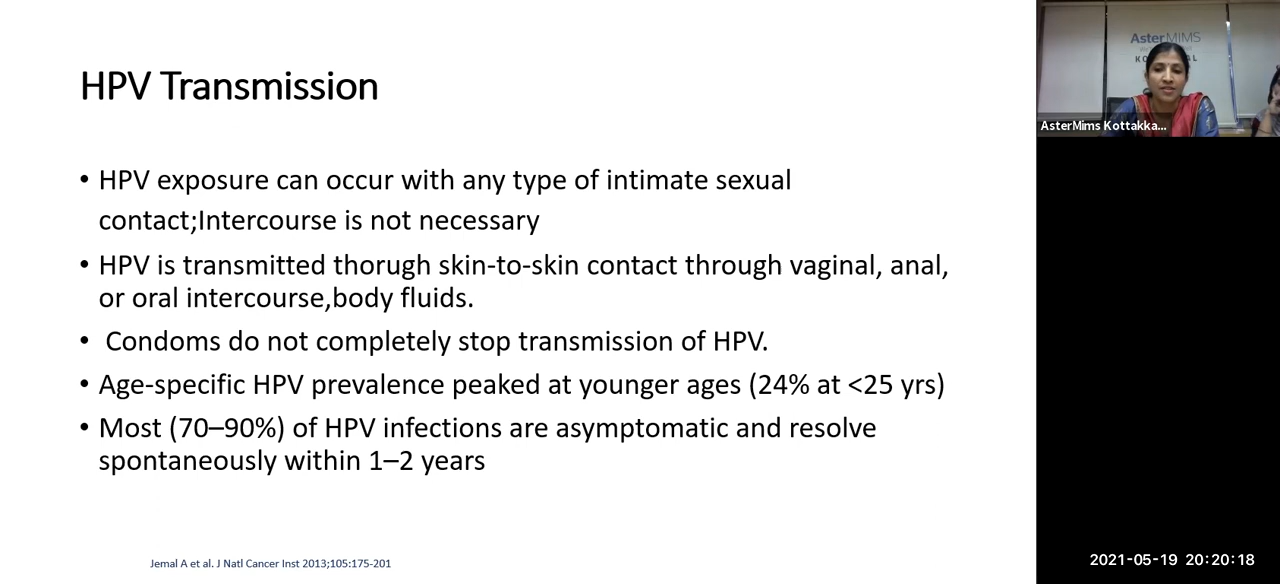 HPV Transmission
• HPV exposure can occur with any type of intimate sexual
contact;Intercourse is not necessary
• HPV is transmitted thorugh skin-to-skin contact through vaginal, anal,
or oral intercourse,body fluids.
• Condoms do not completely stop transmission of HPV.
• Age-specific HPV prevalence peaked at younger ages (24% at <25 yrs)
• Most (70–90%) of HPV infections are asymptomatic and resolve
spontaneously within 1–2 years
Jemal A et al. J Natl Cancer Inst 2013;105:175-201
AsterMIMS
AsterMims Kottakka...
2021-05-19 20:20:18